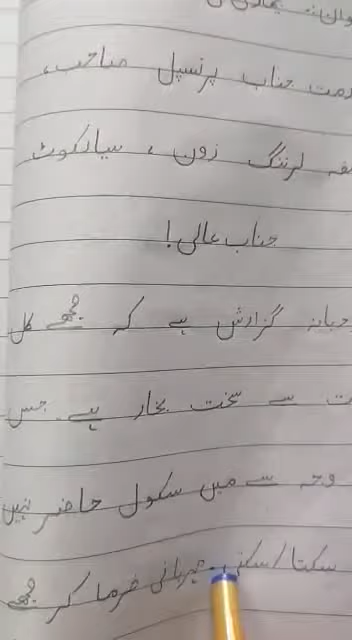 جناب پرنسپل صاحب،
لرننگ زون، سیالکوٹ
جناب عالی!
گزارش ہے کہ مجھے کل
سے سخت بخار ہے جس
وجہ سے میں سکول حاضر نہیں
سکتا/سکتی۔ مہربانی فرما کر مجھے